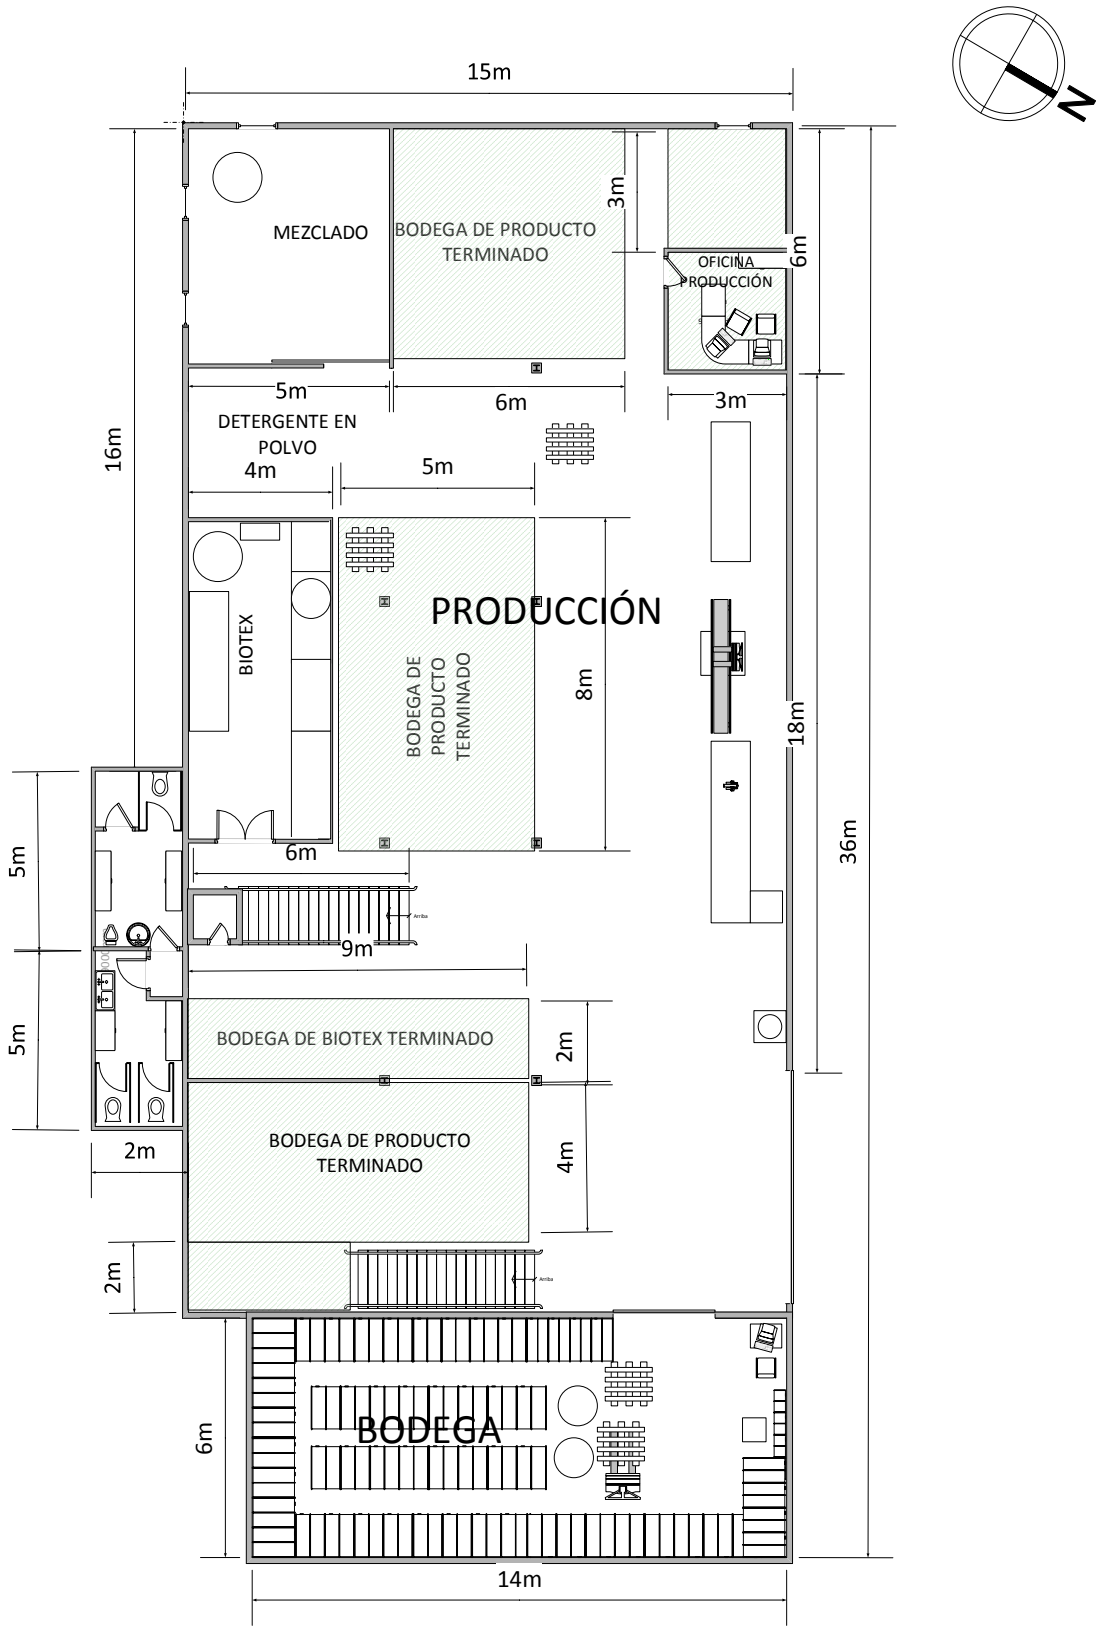 N
15m
3m
MEZCLADO
BODEGA DE PRODUCTO
TERMINADO
6m
OFICINA
PRODUCCIÓN
5m
6m
3m
DETERGENTE EN
POLVO
16m
4m
5m
PRODUCCIÓN
BIOTEX
BODEGA DE
PRODUCTO
TERMINADO
8m
18m
36m
5m
6m
Arriba
9m
5m
BODEGA DE BIOTEX TERMINADO
2m
BODEGA DE PRODUCTO
TERMINADO
4m
2m
2m
Arriba
6m
BODEGA
14m